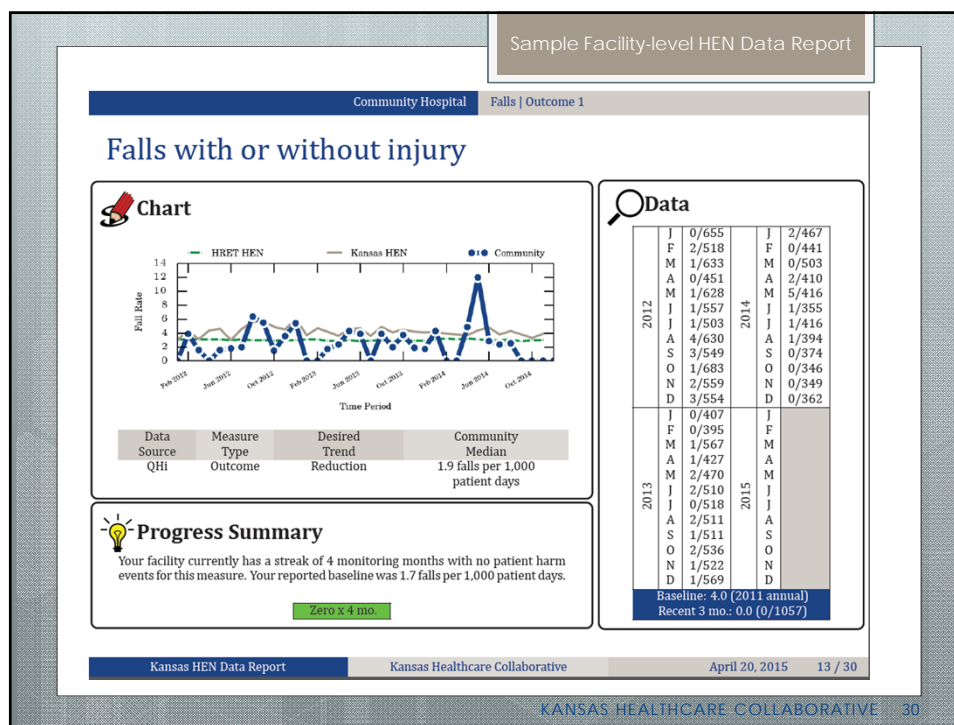 Sample Facility-level HEN Data Report
Community Hospital Falls | Outcome 1
Falls with or without injury
Chart
HRET HEN Kansas HEN Community
14
12
10
8
6
4
2
0
Fall Rate
Feb 2012 Jun 2012 Oct 2012 Feb 2013 Jun 2013 Oct 2013 Feb 2014 Jun 2014 Oct 2014
Time Period
Data Source Measure Type Desired Trend Community Median
QHi Outcome Reduction 1.9 falls per 1,000 patient days
Progress Summary
Your facility currently has a streak of 4 monitoring months with no patient harm
events for this measure. Your reported baseline was 1.7 falls per 1,000 patient days.
Zero x 4 mo.
Data
2012
J 0/655
F 2/518
M 1/633
A 0/451
M 1/628
J 1/557
J 1/503
A 4/630
S 3/549
O 1/683
N 2/559
D 3/554
2014
J 2/467
F 0/441
M 0/503
A 2/410
M 5/416
J 1/355
J 1/416
A 1/394
S 0/374
O 0/346
N 0/349
D 0/362
2013
J 0/407
F 0/395
M 1/567
A 1/427
M 2/470
J 2/510
J 0/518
A 2/511
S 1/511
O 2/536
N 1/522
D 1/569
2015
J
F
M
A
M
J
J
A
S
O
N
D
Baseline: 4.0 (2011 annual)
Recent 3 mo.: 0.0 (0/1057)
Kansas HEN Data Report Kansas Healthcare Collaborative April 20, 2015 13 / 30
KANSAS HEALTHCARE COLLABORATIVE 30